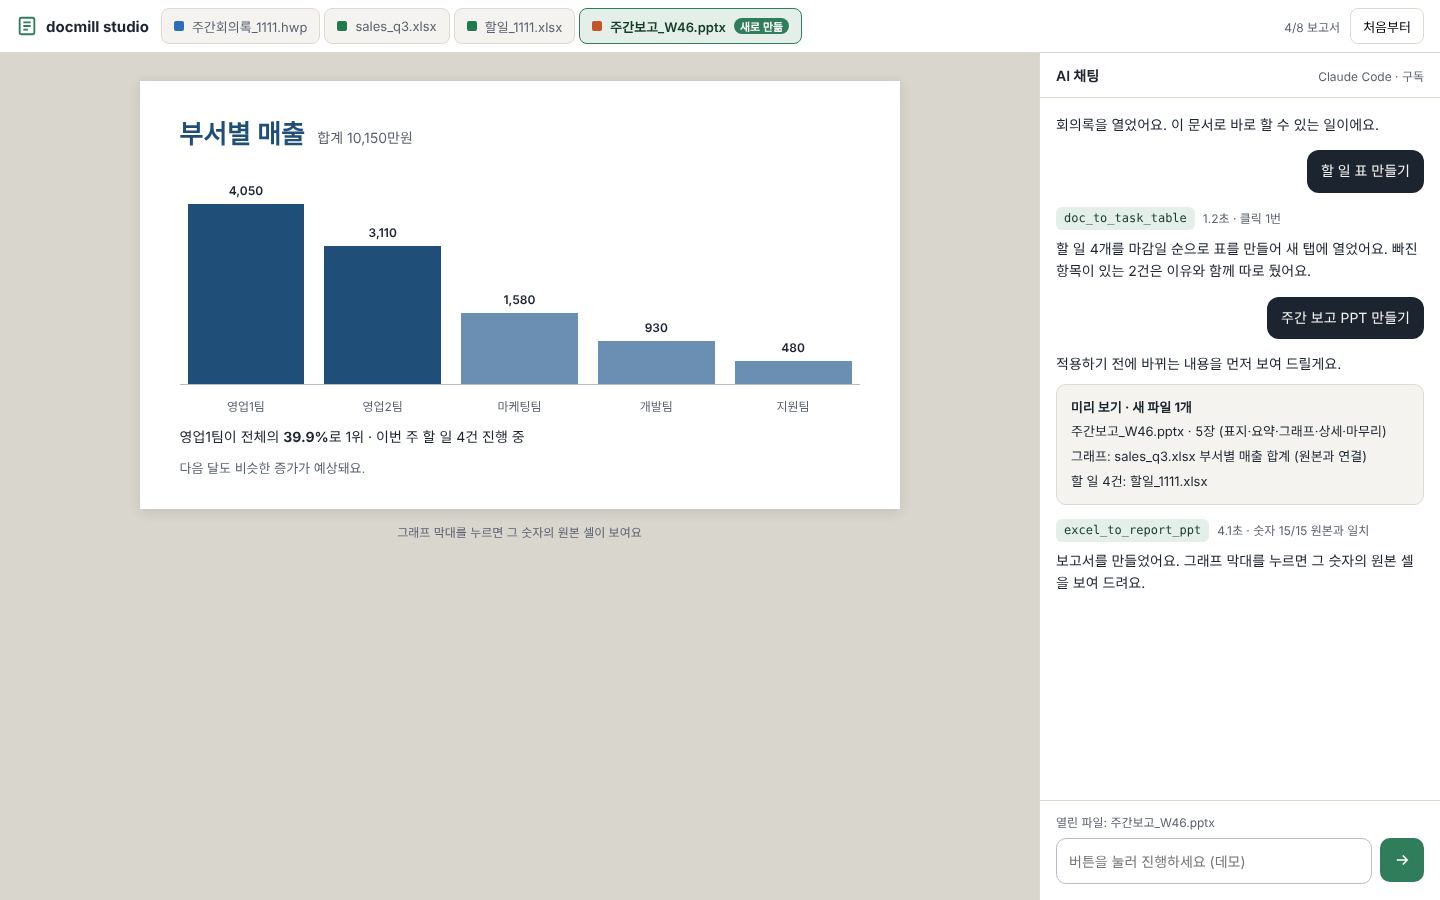 docmill studio
주간회의록_1111.hwp
sales_q3.xlsx
할일_1111.xlsx
주간보고_W46.pptx 새로 만듦
4/8 보고서
처음부터
부서별 매출 합계 10,150만원
4,050
3,110
1,580
930
480
영업1팀
영업2팀
마케팅팀
개발팀
지원팀
영업1팀이 전체의 39.9%로 1위 · 이번 주 할 일 4건 진행 중
다음 달도 비슷한 증가가 예상돼요.
그래프 막대를 누르면 그 숫자의 원본 셀이 보여요
AI 채팅
Claude Code · 구독
회의록을 열었어요. 이 문서로 바로 할 수 있는 일이에요.
할 일 표 만들기
doc_to_task_table 1.2초 · 클릭 1번
할 일 4개를 마감일 순으로 표를 만들어 새 탭에 열었어요. 빠진
항목이 있는 2건은 이유와 함께 따로 뒀어요.
주간 보고 PPT 만들기
적용하기 전에 바뀌는 내용을 먼저 보여 드릴게요.
미리 보기 · 새 파일 1개
주간보고_W46.pptx · 5장 (표지·요약·그래프·상세·마무리)
그래프: sales_q3.xlsx 부서별 매출 합계 (원본과 연결)
할 일 4건: 할일_1111.xlsx
excel_to_report_ppt 4.1초 · 숫자 15/15 원본과 일치
보고서를 만들었어요. 그래프 막대를 누르면 그 숫자의 원본 셀
을 보여 드려요.
열린 파일: 주간보고_W46.pptx
버튼을 눌러 진행하세요 (데모)